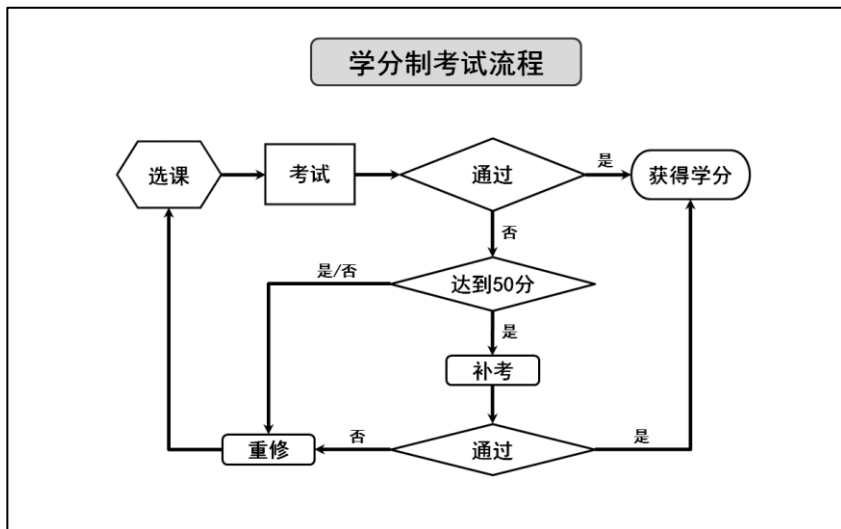 学分制考试流程
选课
考试
通过
是
获得学分
否
是/否
达到50分
是
补考
重修
否
通过
是